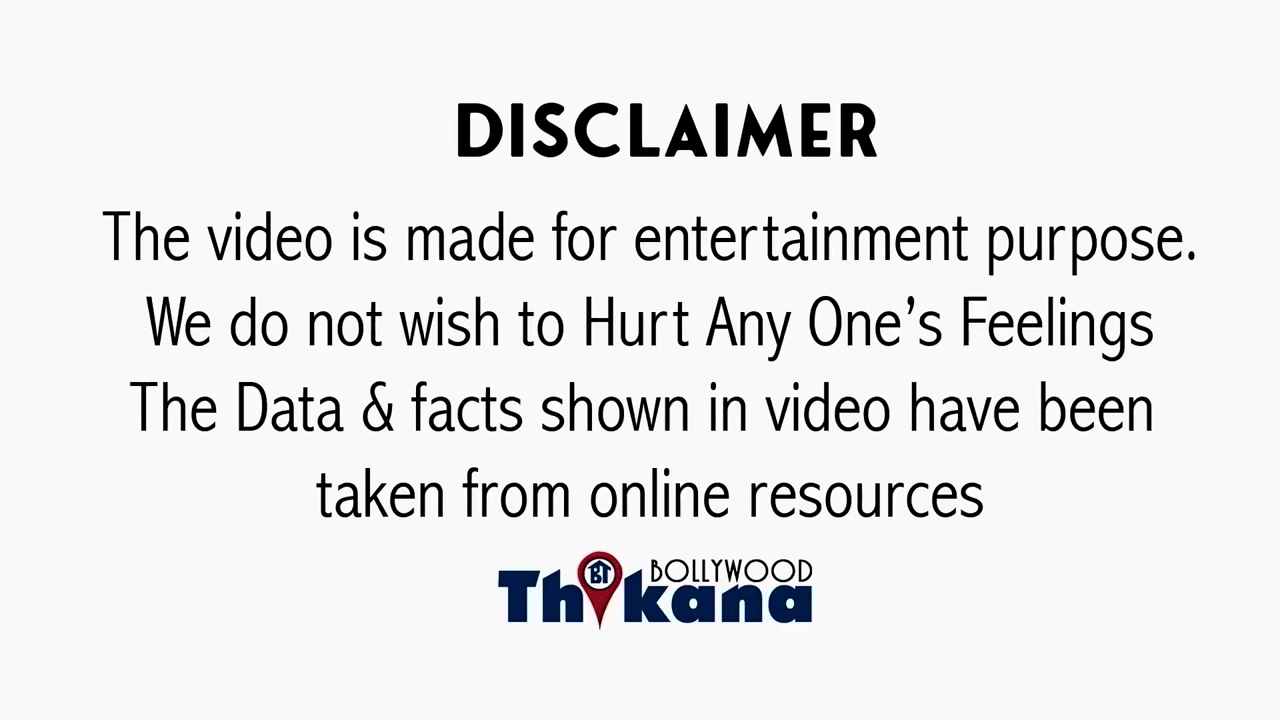 DISCLAIMER
The video is made for entertainment purpose.
We do not wish to Hurt Any One’s Feelings
The Data & facts shown in video have been
taken from online resources
BT BOLLYWOOD
Thikana